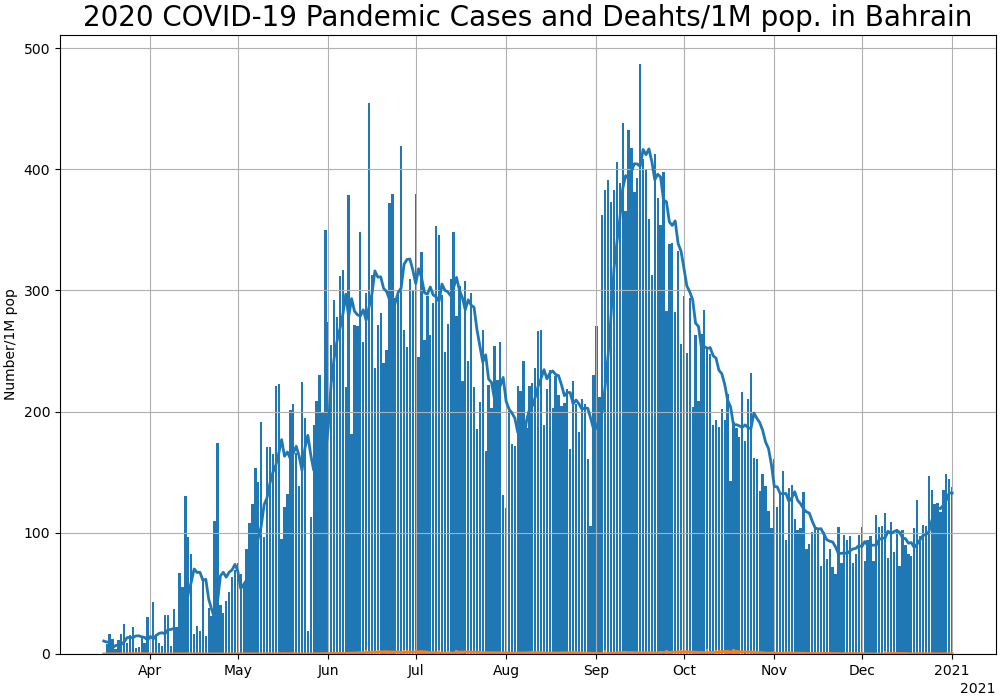 2020 COVID-19 Pandemic Cases and Deahts/1M pop. in Bahrain
500
400
300
200
100
0
Number/1M pop
Apr May Jun Jul Aug Sep Oct Nov Dec 2021
2021